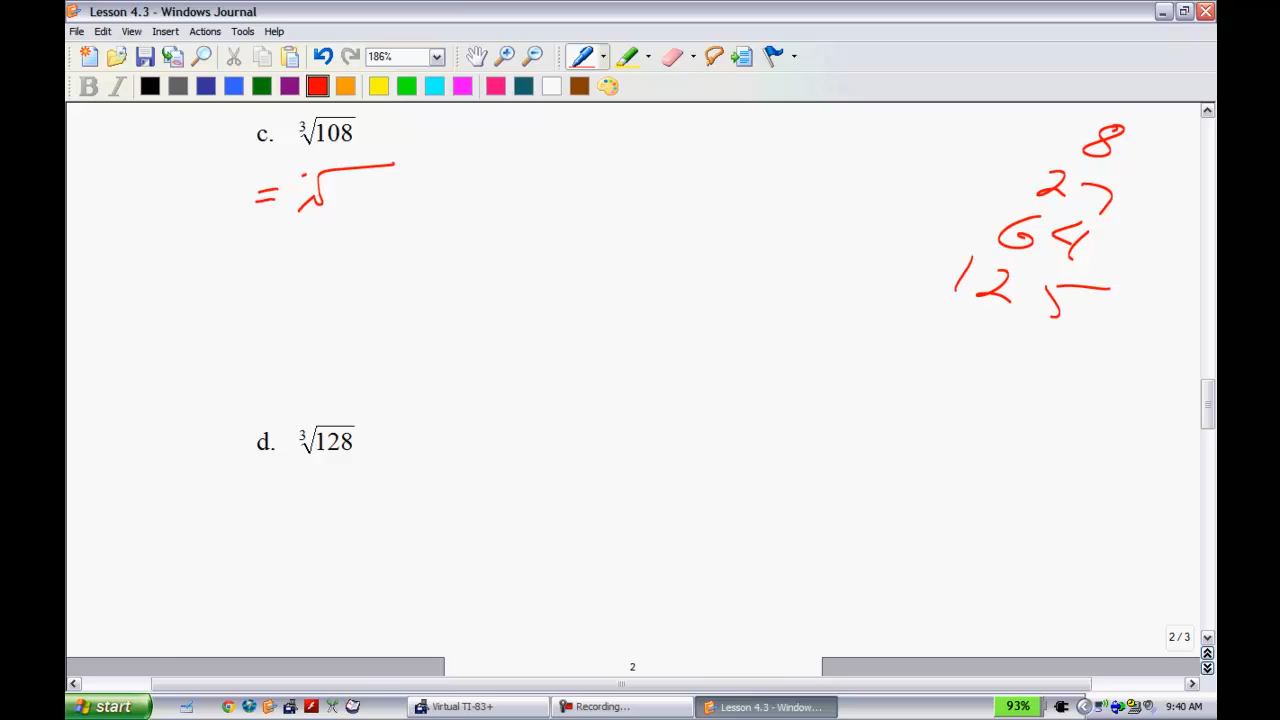 Lesson 4.3 - Windows Journal
File Edit View Insert Actions Tools Help
186%
B I
c. ∛108
= √
8
27
64
125
d. ∛128
2 / 3
2
start Virtual TI-83+ Recording... Lesson 4.3 - Window... 93% 9:40 AM